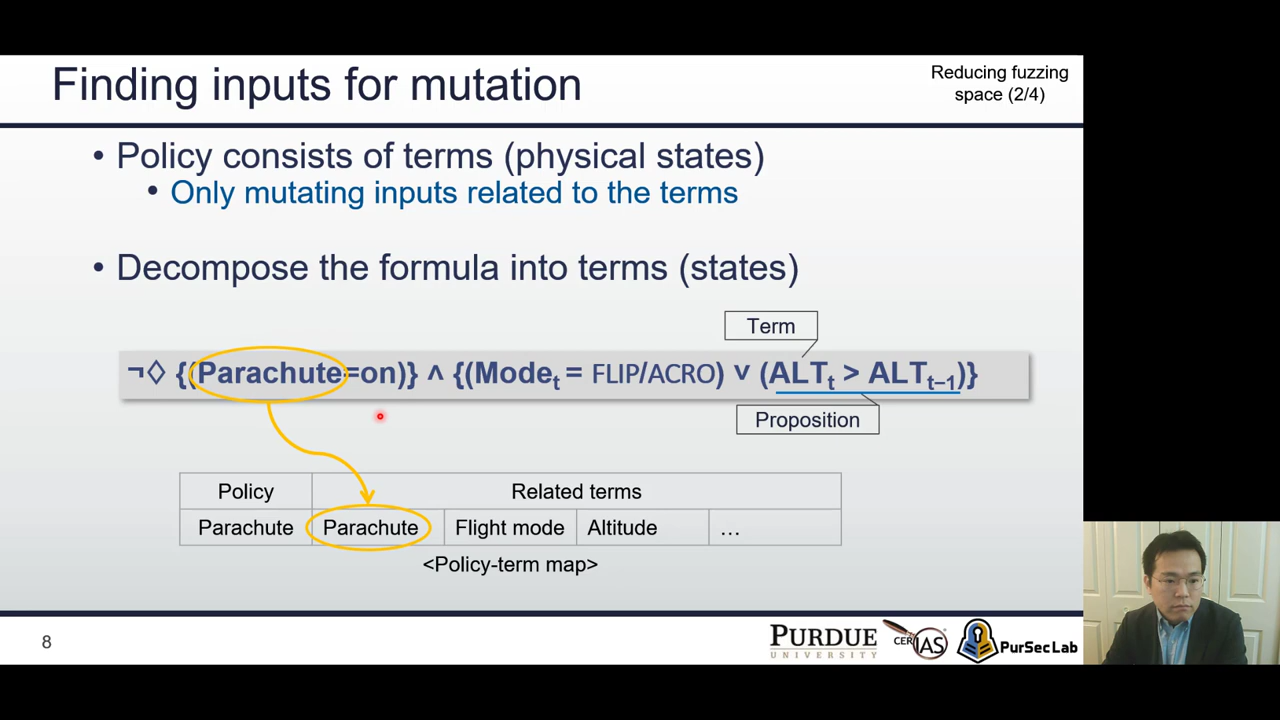 Finding inputs for mutation
Reducing fuzzing
space (2/4)
• Policy consists of terms (physical states)
• Only mutating inputs related to the terms
• Decompose the formula into terms (states)
Term
¬◊ {(Parachute=on)} ∧ {(Modeₜ = FLIP/ACRO) ∨ (ALTₜ > ALTₜ₋₁)}
Proposition
Policy Related terms
Parachute Parachute Flight mode Altitude ...
<Policy-term map>
8
PURDUE
UNIVERSITY
CERIAS
PurSecLab